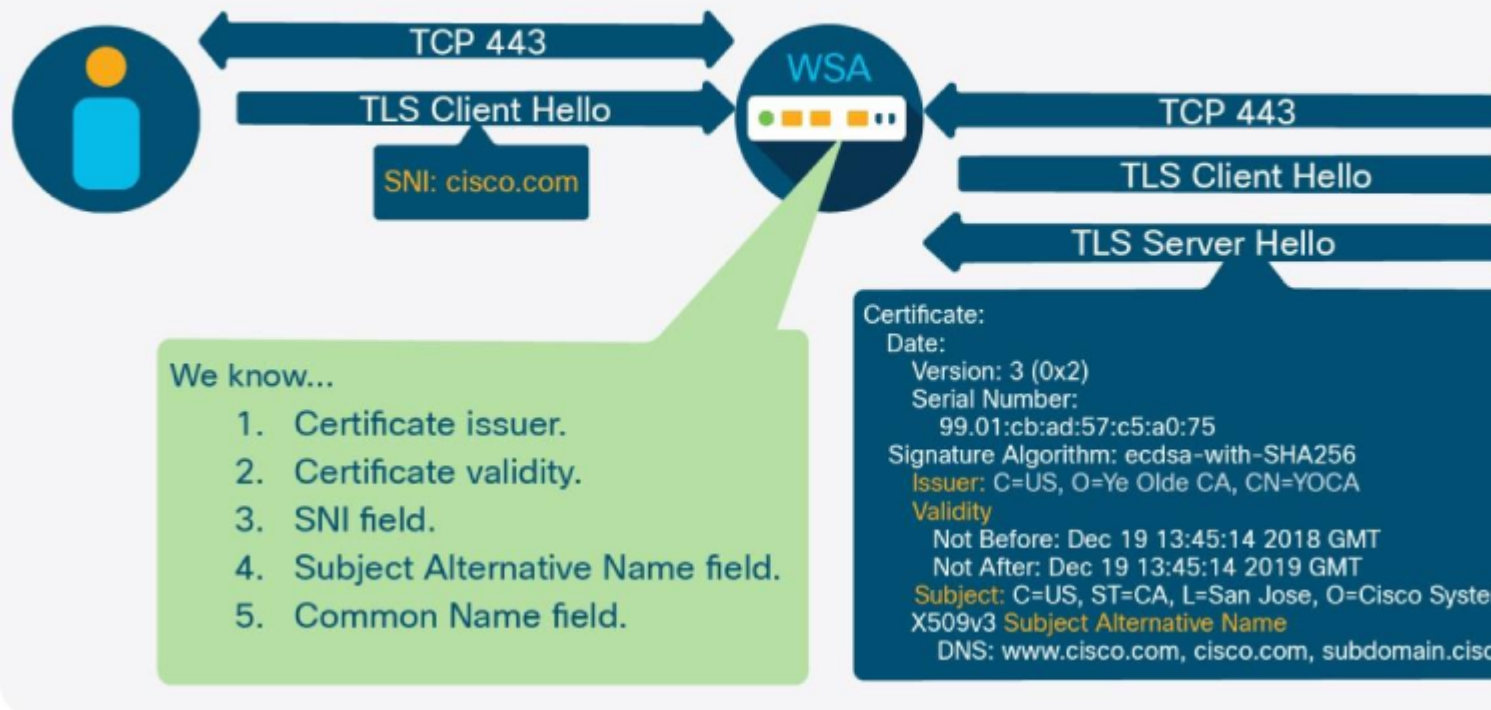 TCP 443
TLS Client Hello
SNI: cisco.com
WSA
TCP 443
TLS Client Hello
TLS Server Hello
We know...
1. Certificate issuer.
2. Certificate validity.
3. SNI field.
4. Subject Alternative Name field.
5. Common Name field.
Certificate:
Date:
Version: 3 (0x2)
Serial Number:
99.01:cb:ad:57:c5:a0:75
Signature Algorithm: ecdsa-with-SHA256
Issuer: C=US, O=Ye Olde CA, CN=YOCA
Validity
Not Before: Dec 19 13:45:14 2018 GMT
Not After: Dec 19 13:45:14 2019 GMT
Subject: C=US, ST=CA, L=San Jose, O=Cisco Syste
X509v3 Subject Alternative Name
DNS: www.cisco.com, cisco.com, subdomain.cisc